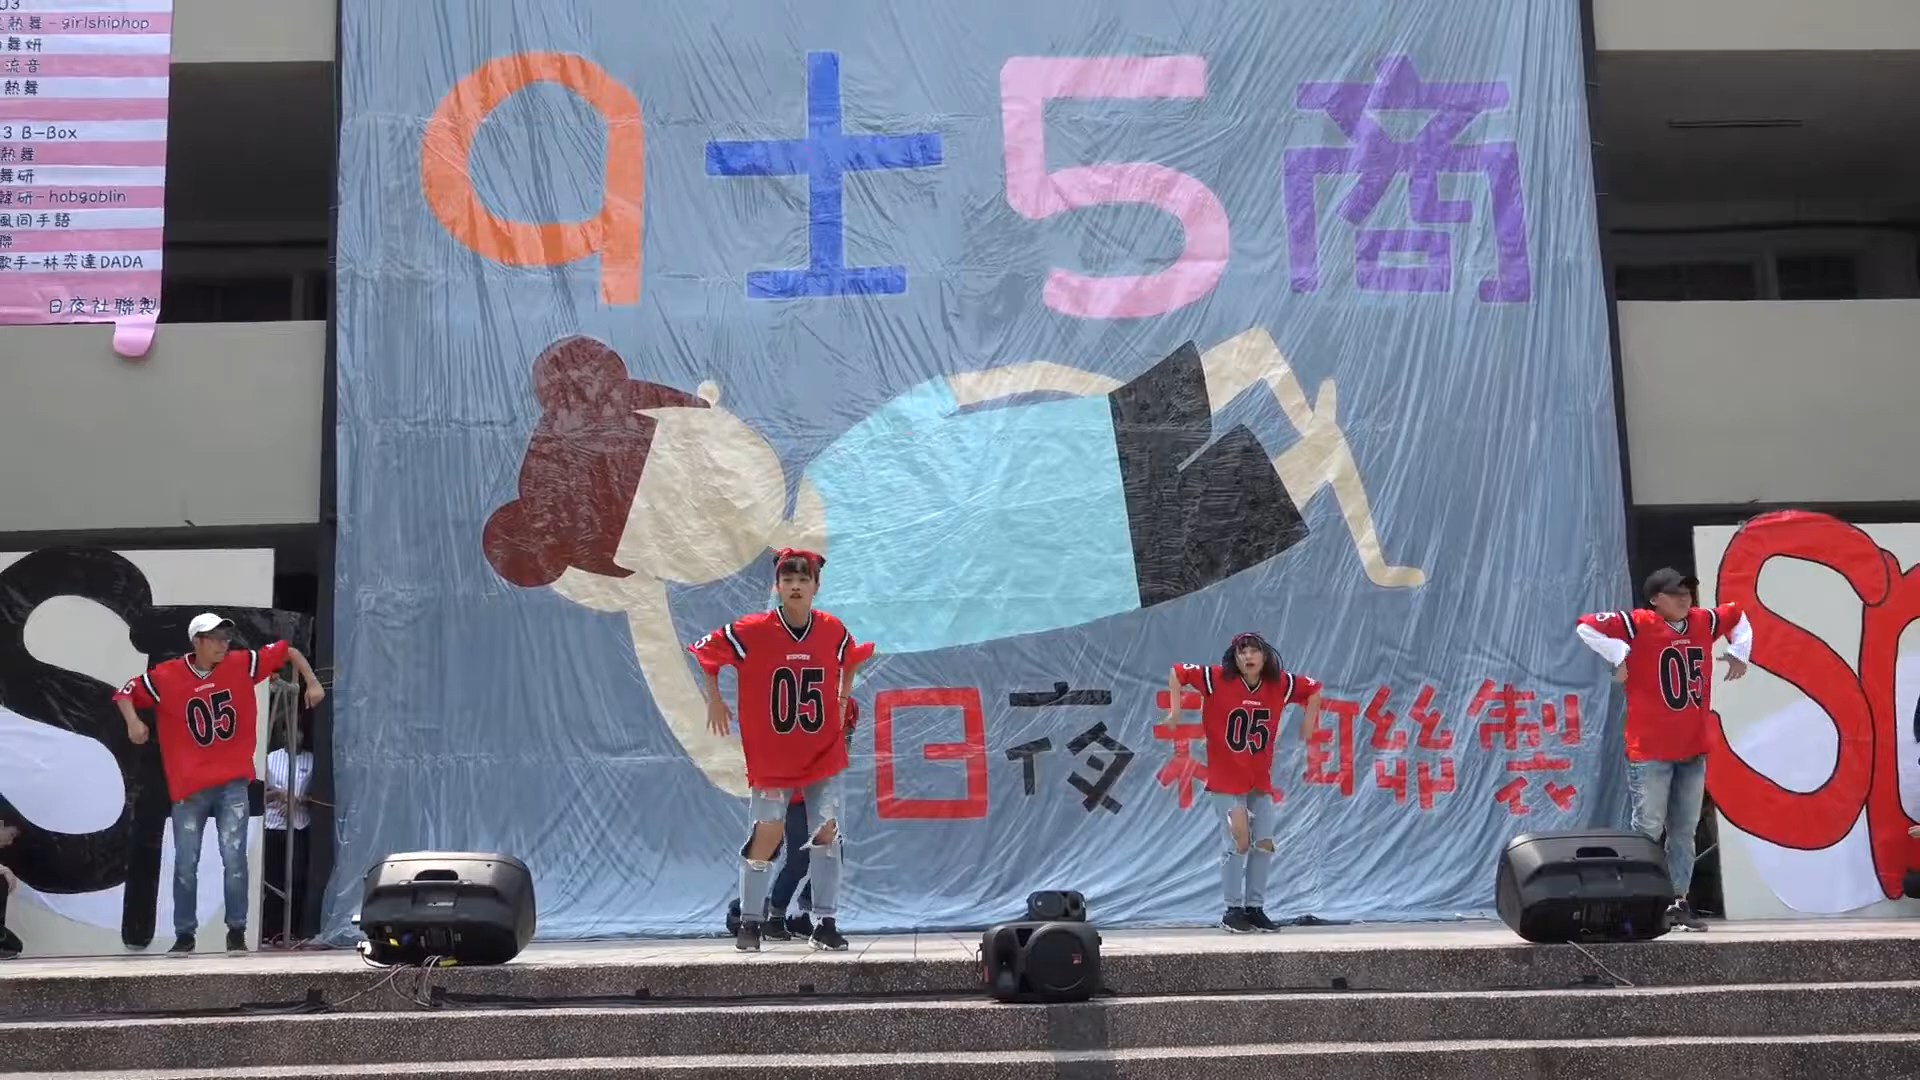 03
熱舞-girlshiphop
舞妍
流音
熱舞
3 B-Box
熱舞
舞研
韓研-hobgoblin
風同手語
聯
歌手-林奕達DADA
日夜社聯製
9士5商
日夜社聯製
05
05
05
05
S
S